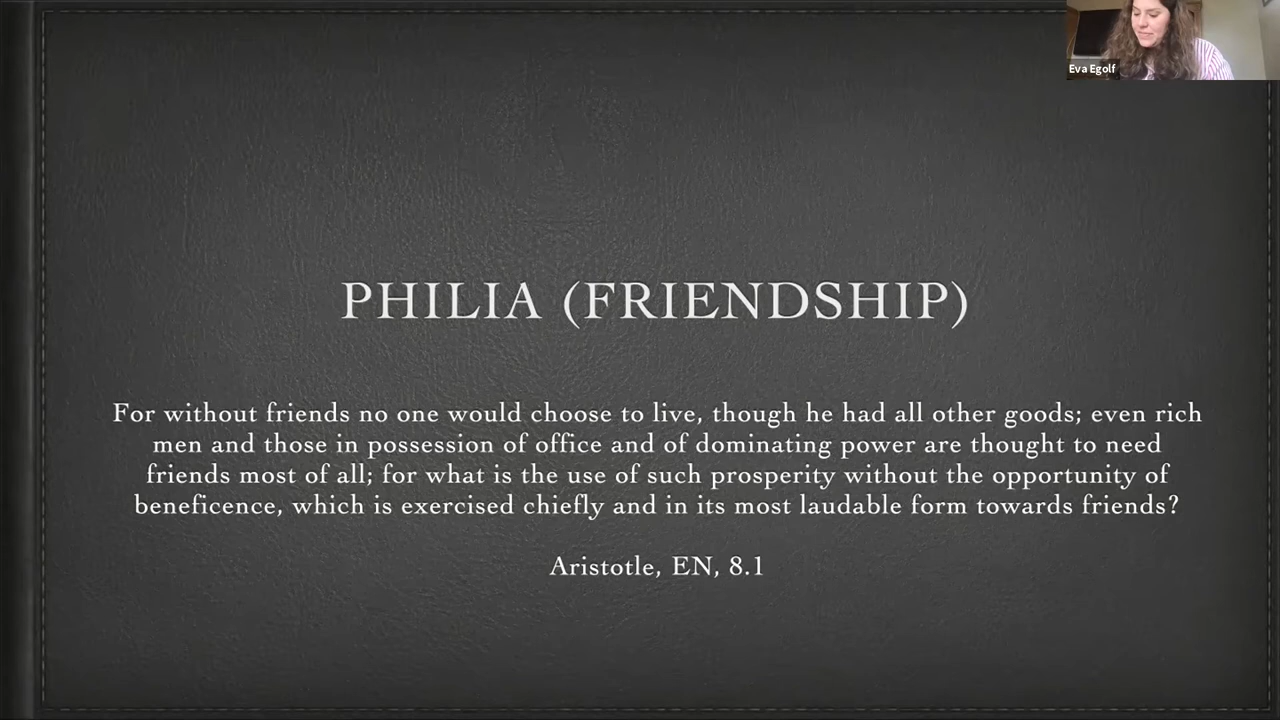 Eva Egolf
PHILIA (FRIENDSHIP)
For without friends no one would choose to live, though he had all other goods; even rich
men and those in possession of office and of dominating power are thought to need
friends most of all; for what is the use of such prosperity without the opportunity of
beneficence, which is exercised chiefly and in its most laudable form towards friends?
Aristotle, EN, 8.1